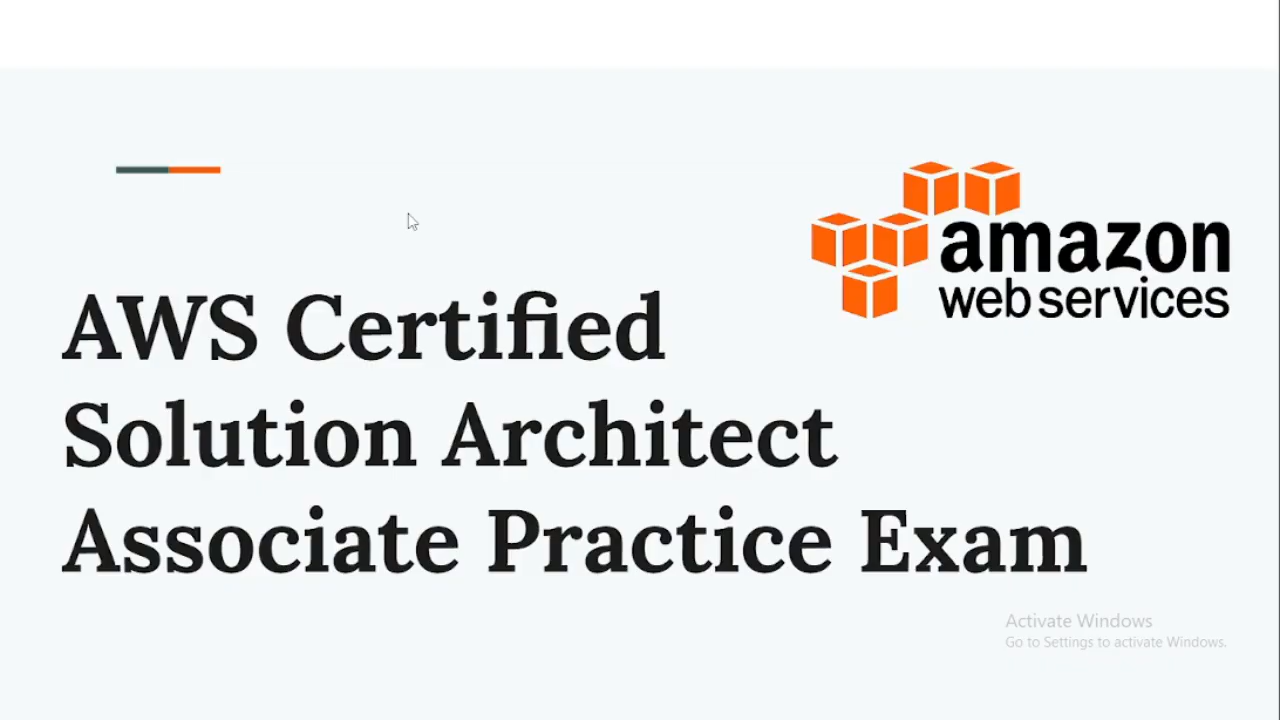 amazon
web services
AWS Certified
Solution Architect
Associate Practice Exam
Activate Windows
Go to Settings to activate Windows.